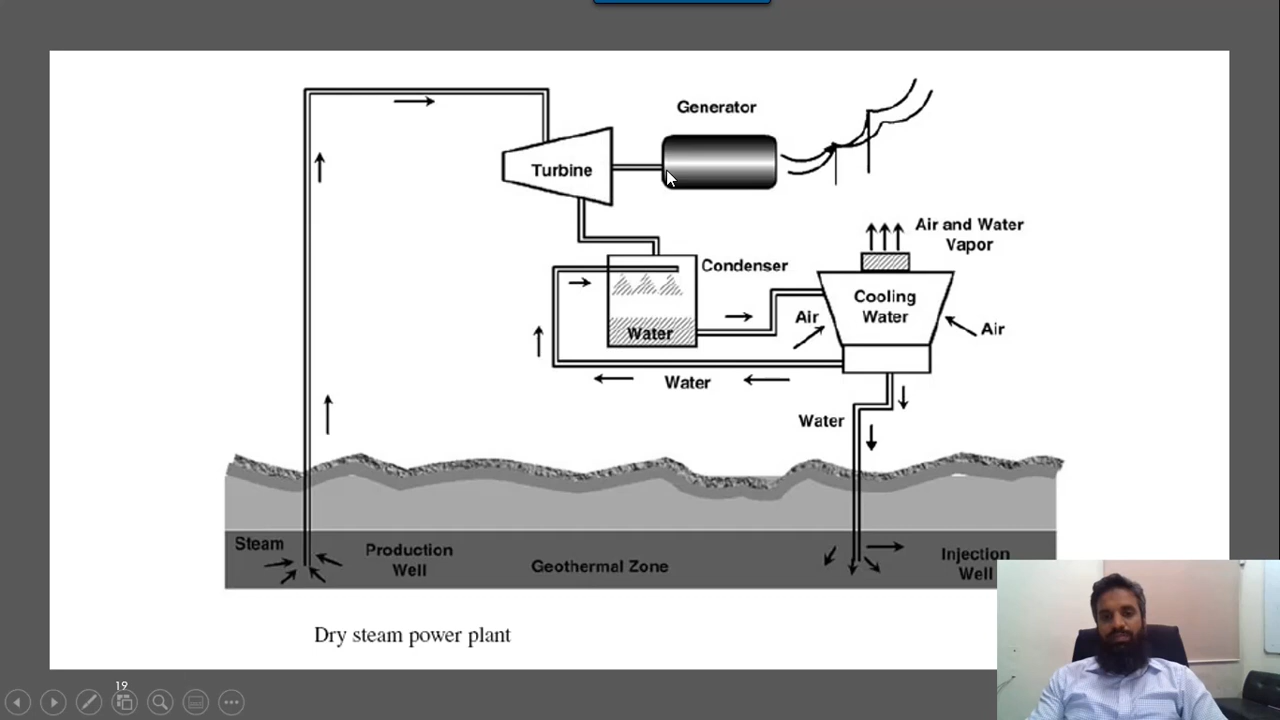 Generator
Turbine
Air and Water
Vapor
Condenser
Cooling
Water
Air
Air
Water
Water
Water
Steam
Production
Well
Geothermal Zone
Injection
Well
Dry steam power plant
19